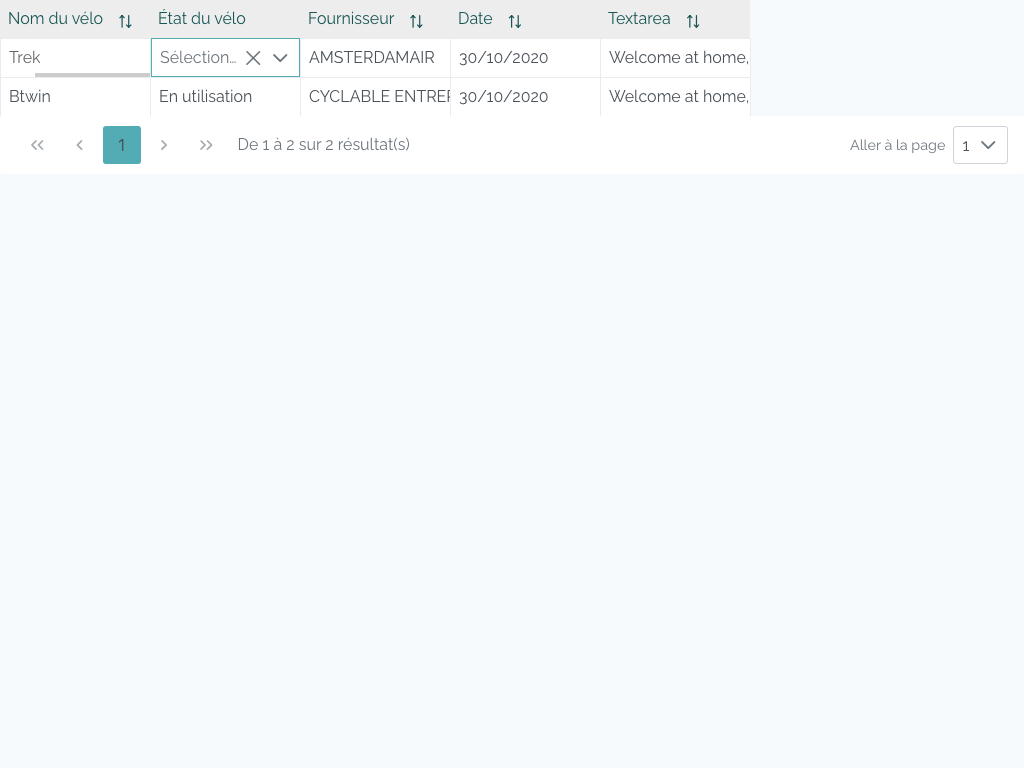 Nom du vélo État du vélo Fournisseur Date Textarea
Trek Sélection… AMSTERDAMAIR 30/10/2020 Welcome at home,
Btwin En utilisation CYCLABLE ENTREP 30/10/2020 Welcome at home,
1 De 1 à 2 sur 2 résultat(s) Aller à la page 1